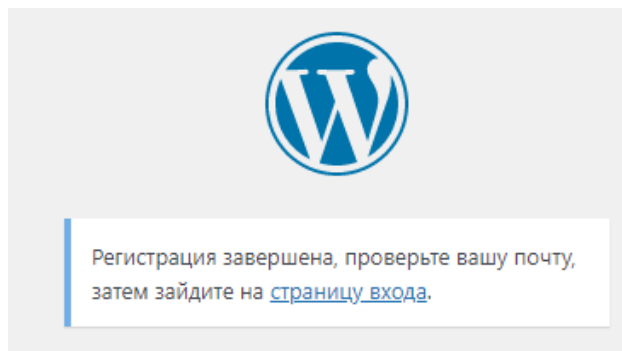 Регистрация завершена, проверьте вашу почту,
затем зайдите на страницу входа.